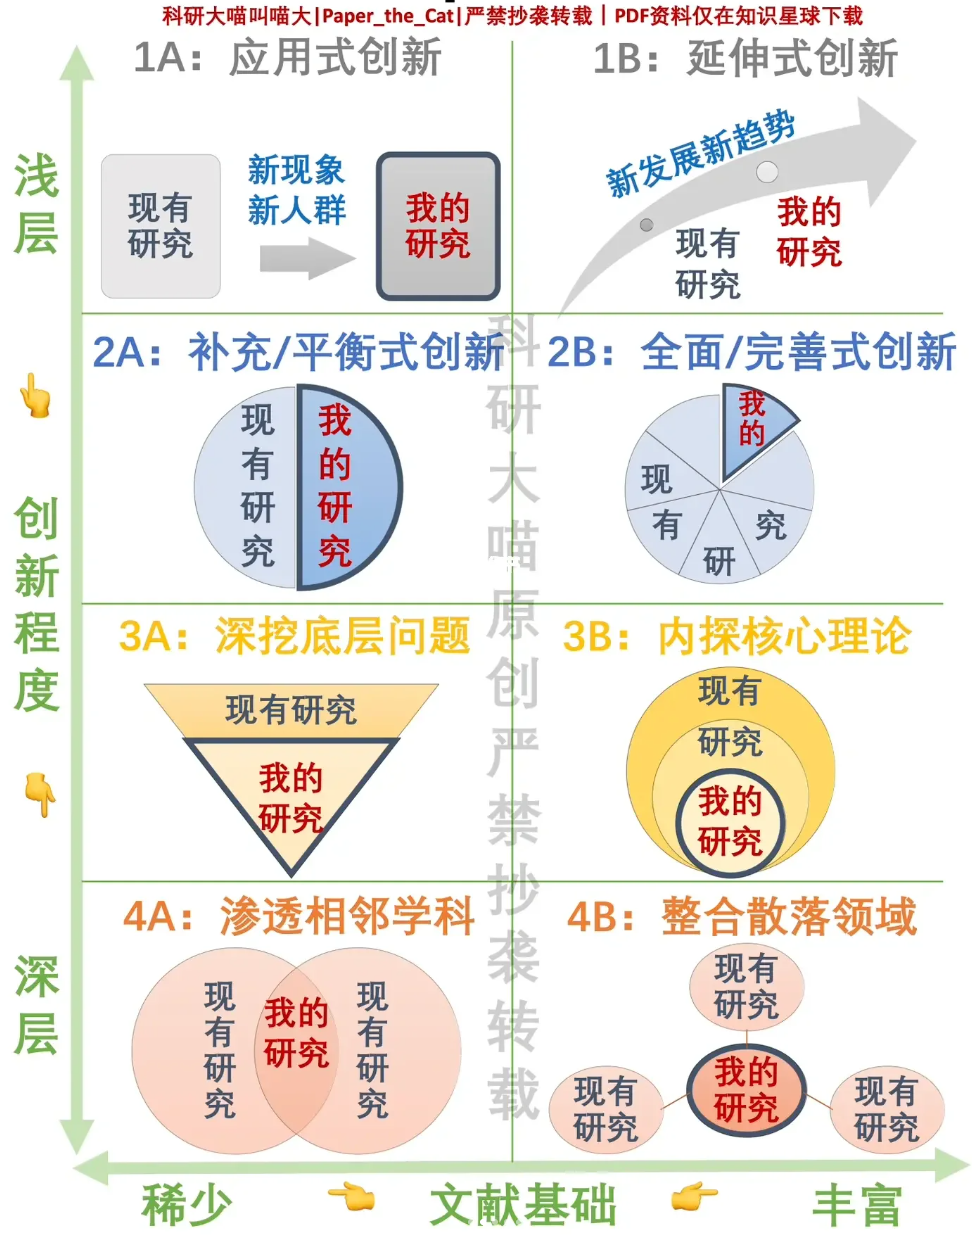 科研大喵叫喵大|Paper_the_Cat|严禁抄袭转载｜PDF资料仅在知识星球下载
1A：应用式创新
1B：延伸式创新
浅层
现有
研究
新现象
新人群
我的
研究
新发展新趋势
现有
研究
我的
研究
2A：补充/平衡式创新
2B：全面/完善式创新
现有研究
我的研究
我的
现有研究
创新程度
3A：深挖底层问题
3B：内探核心理论
现有研究
我的
研究
现有
研究
我的
研究
4A：渗透相邻学科
4B：整合散落领域
深层
现有研究
我的
研究
现有研究
现有
研究
我的
研究
现有
研究
现有
研究
科研大喵原创严禁抄袭转载
稀少
文献基础
丰富